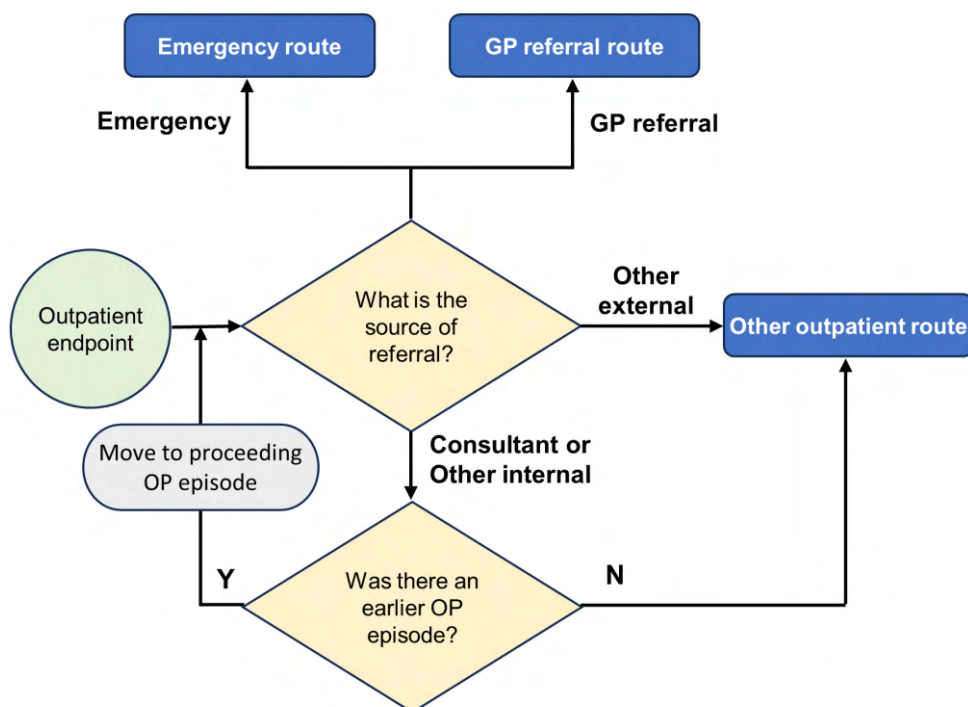 Emergency route
GP referral route
Emergency
GP referral
What is the
source of
referral?
Other
external
Outpatient
endpoint
Other outpatient route
Move to proceeding
OP episode
Consultant or
Other internal
Y
Was there an
earlier OP
episode?
N